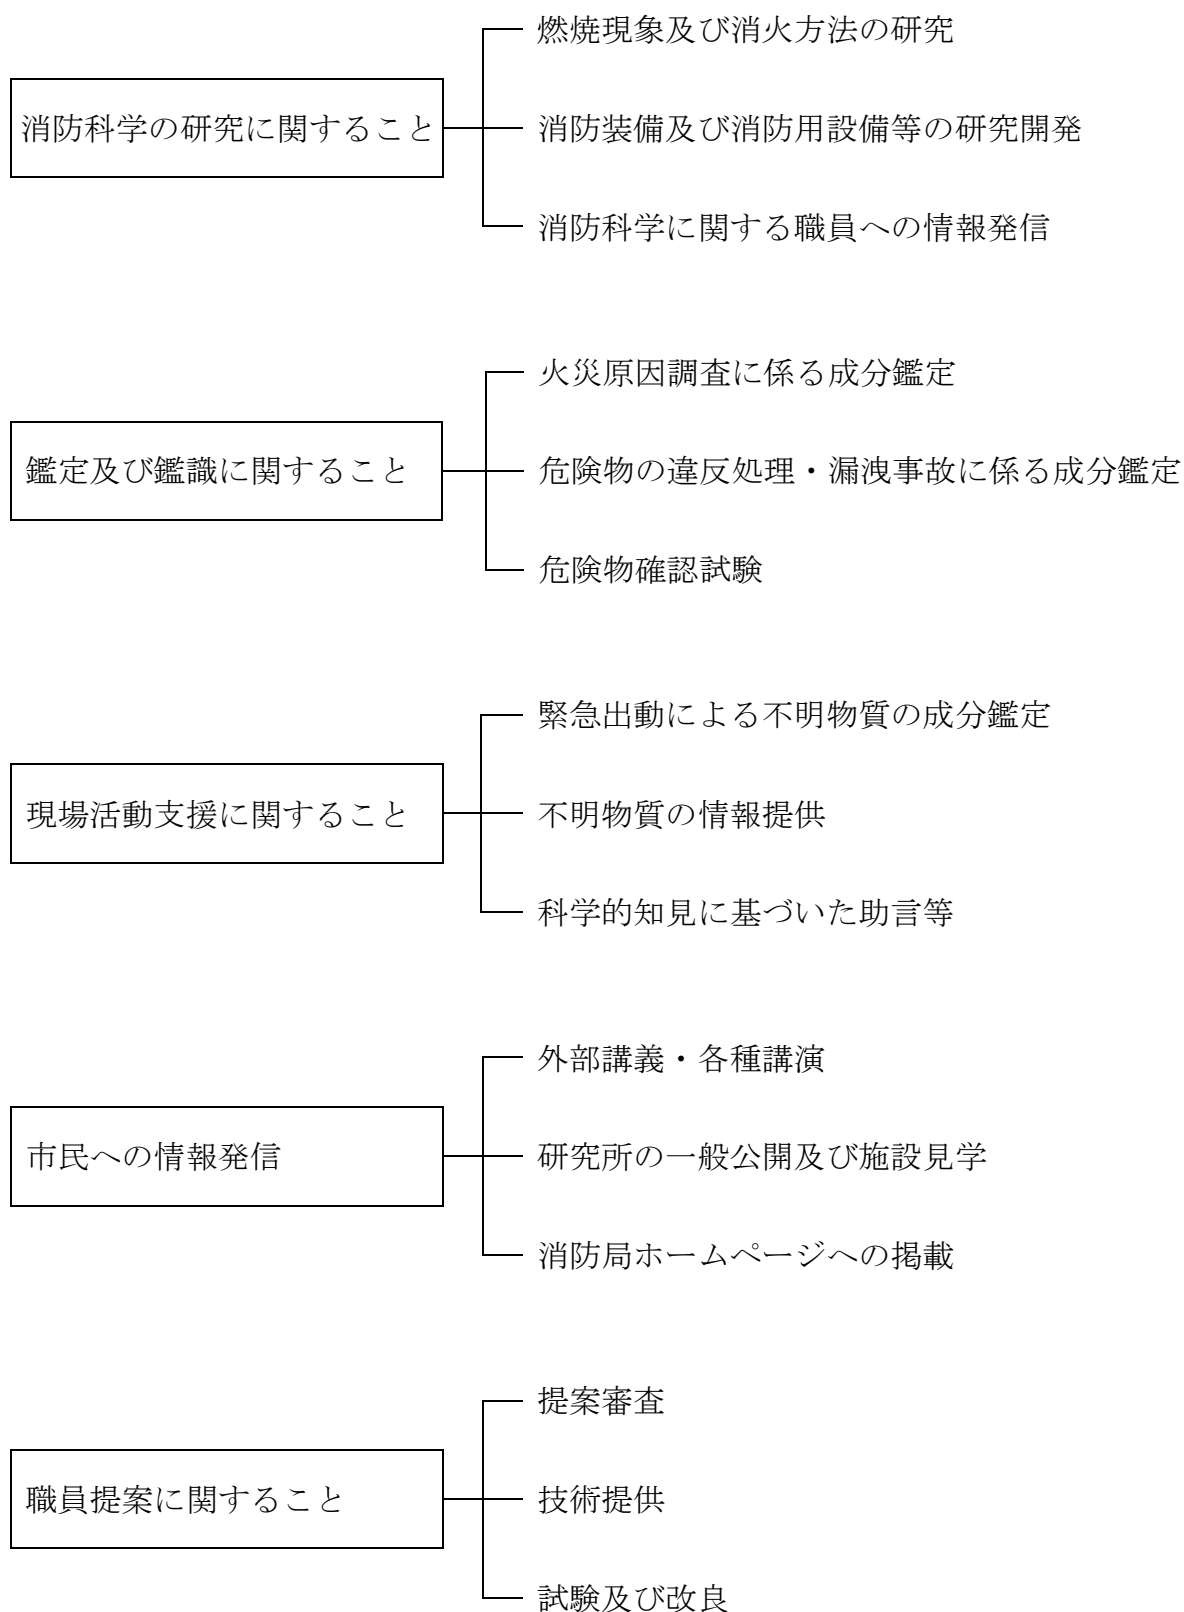 消防科学の研究に関すること
燃焼現象及び消火方法の研究
消防装備及び消防用設備等の研究開発
消防科学に関する職員への情報発信
鑑定及び鑑識に関すること
火災原因調査に係る成分鑑定
危険物の違反処理・漏洩事故に係る成分鑑定
危険物確認試験
現場活動支援に関すること
緊急出動による不明物質の成分鑑定
不明物質の情報提供
科学的知見に基づいた助言等
市民への情報発信
外部講義・各種講演
研究所の一般公開及び施設見学
消防局ホームページへの掲載
職員提案に関すること
提案審査
技術提供
試験及び改良